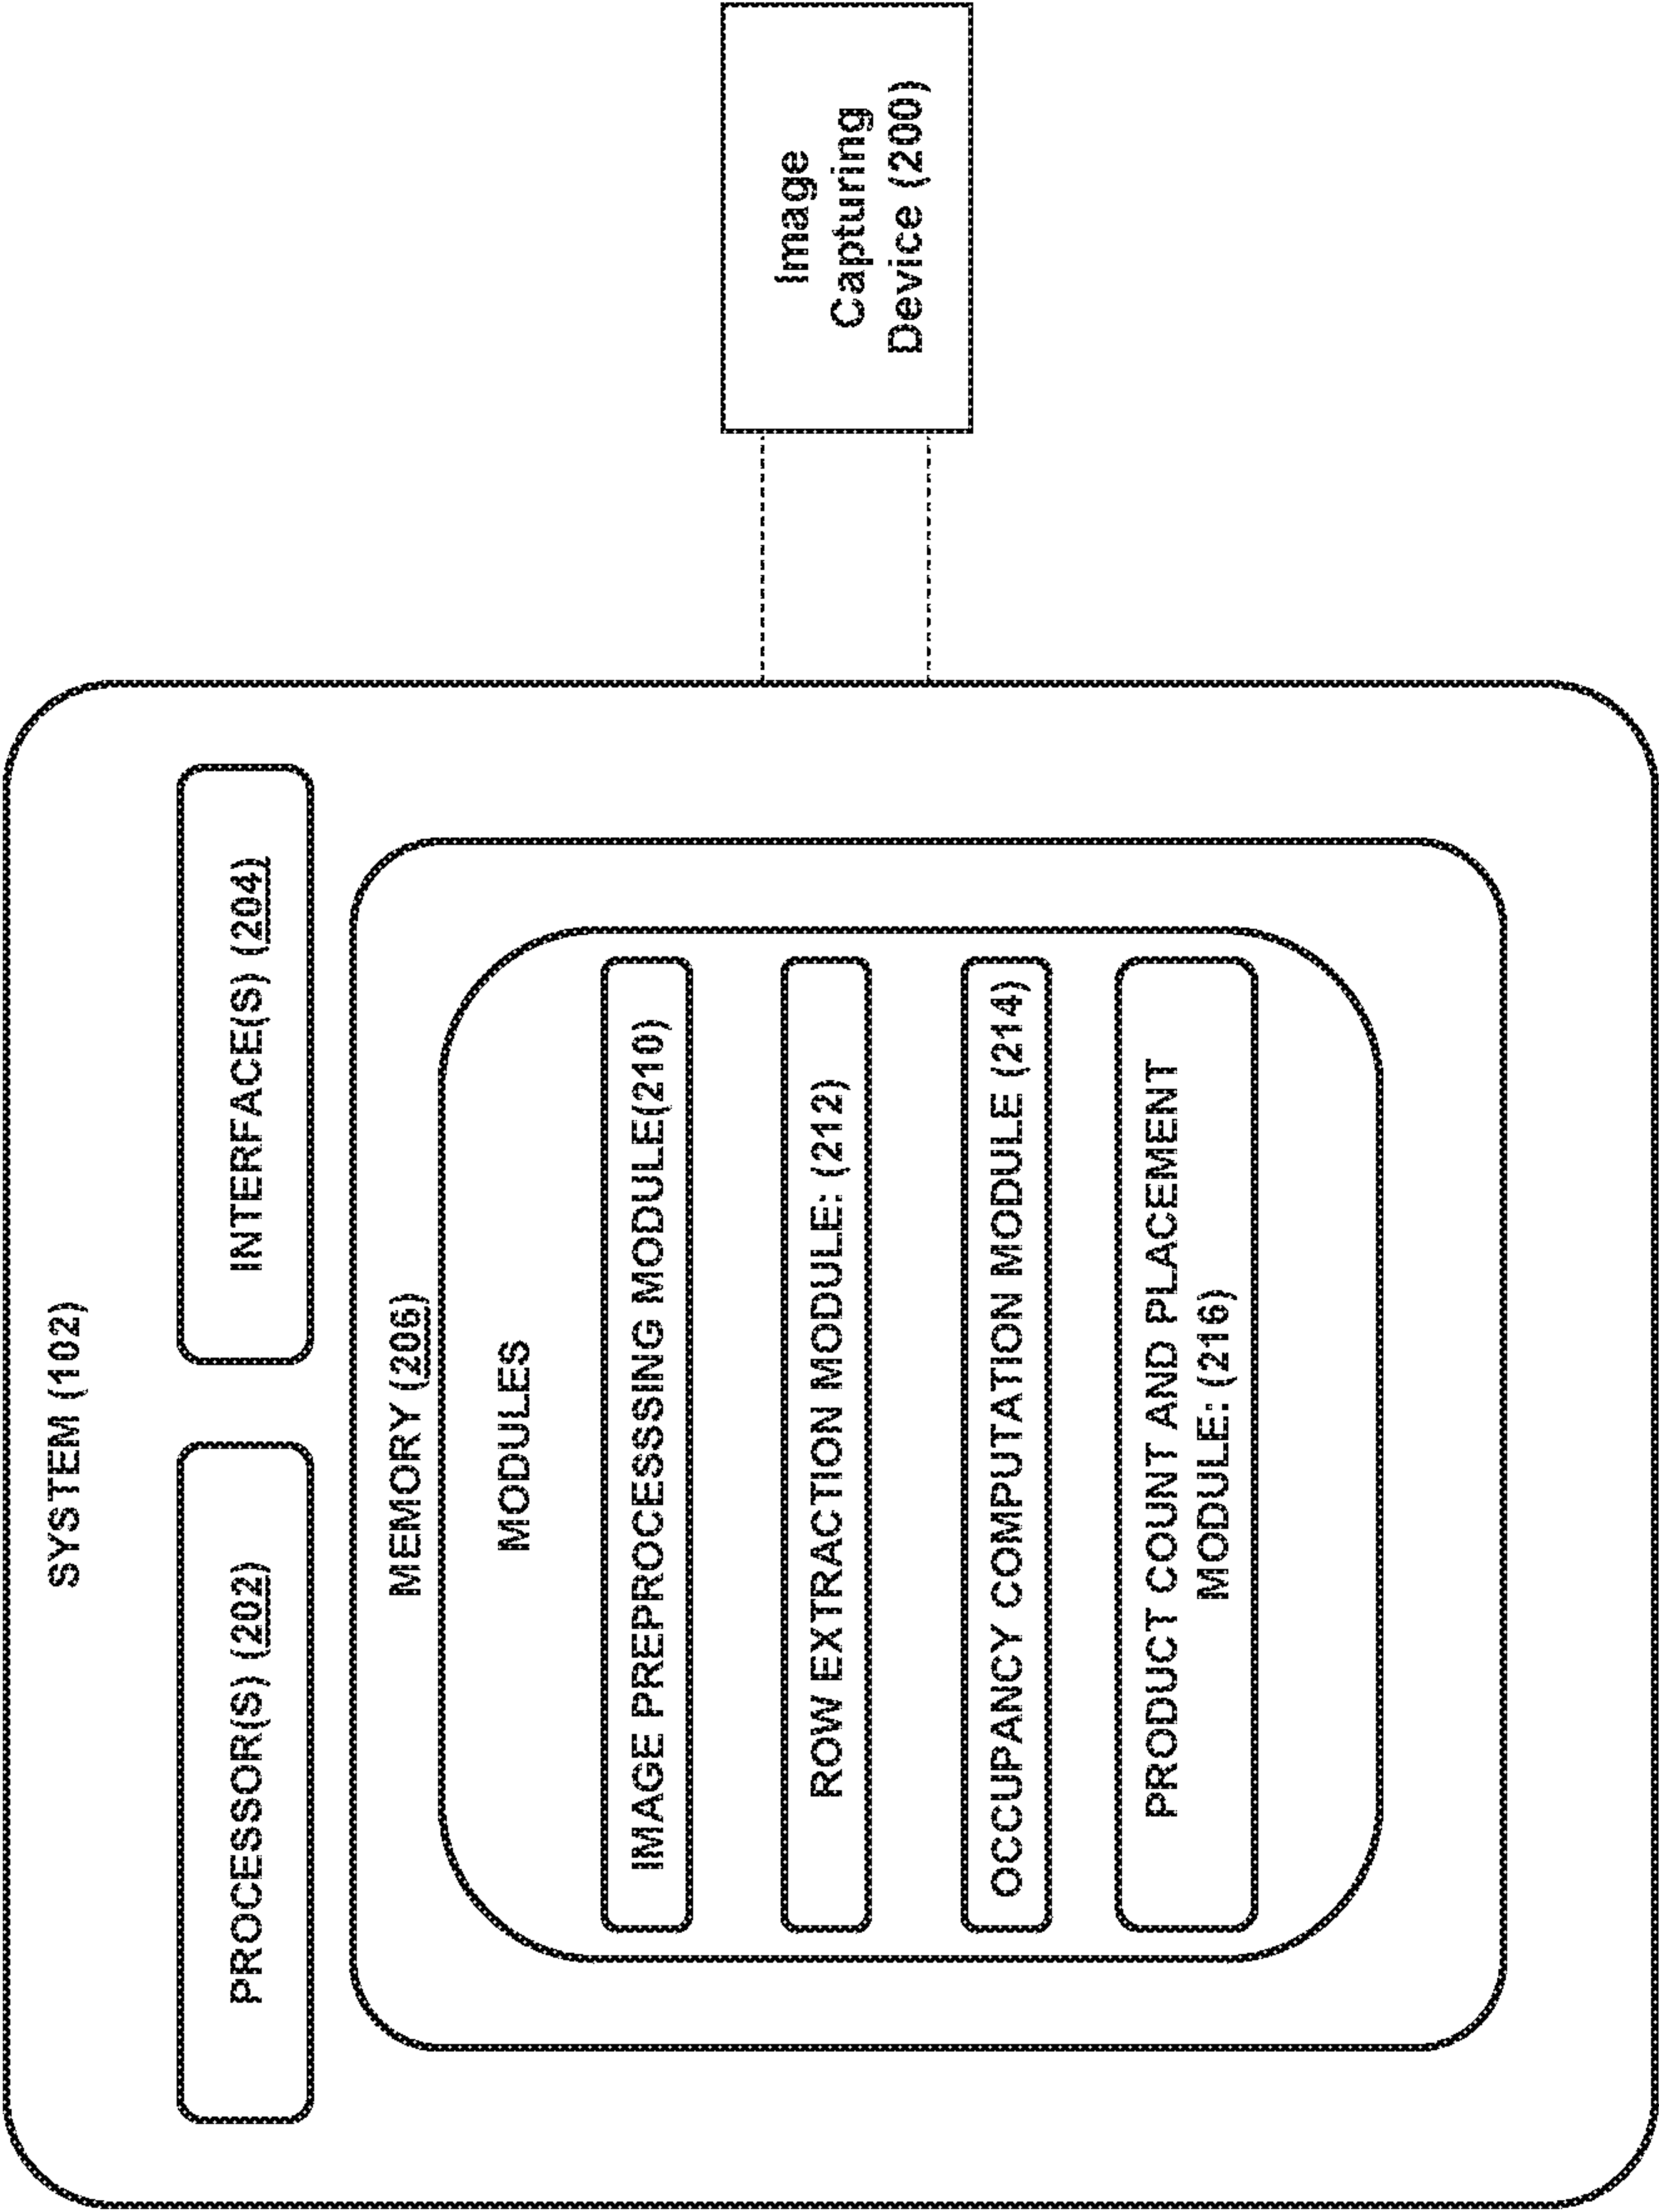 SYSTEM (102)
PROCESSOR(S) (202)
INTERFACE(S) (204)
MEMORY (206)
MODULES
IMAGE PREPROCESSING MODULE(210)
ROW EXTRACTION MODULE: (212)
OCCUPANCY COMPUTATION MODULE (214)
PRODUCT COUNT AND PLACEMENT
MODULE: (216)
Image
Capturing
Device (200)